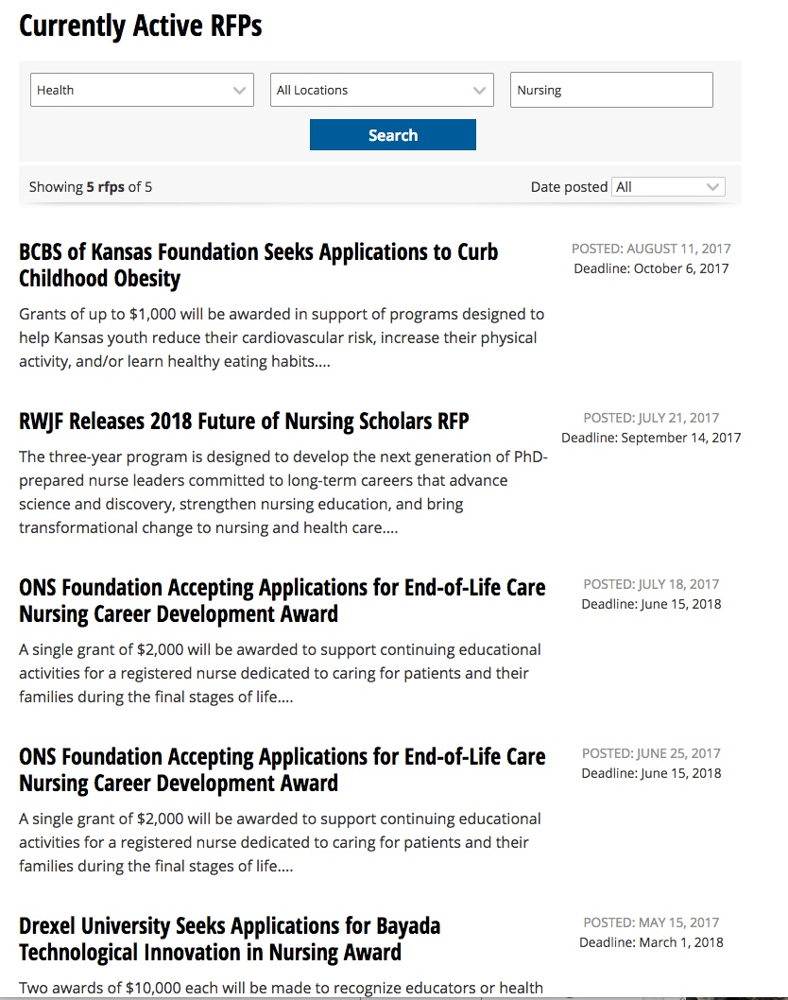 Currently Active RFPs
Health All Locations Nursing
Search
Showing 5 rfps of 5 Date posted All
BCBS of Kansas Foundation Seeks Applications to Curb
Childhood Obesity
POSTED: AUGUST 11, 2017
Deadline: October 6, 2017
Grants of up to $1,000 will be awarded in support of programs designed to
help Kansas youth reduce their cardiovascular risk, increase their physical
activity, and/or learn healthy eating habits....
RWJF Releases 2018 Future of Nursing Scholars RFP
POSTED: JULY 21, 2017
Deadline: September 14, 2017
The three-year program is designed to develop the next generation of PhD-
prepared nurse leaders committed to long-term careers that advance
science and discovery, strengthen nursing education, and bring
transformational change to nursing and health care....
ONS Foundation Accepting Applications for End-of-Life Care
Nursing Career Development Award
POSTED: JULY 18, 2017
Deadline: June 15, 2018
A single grant of $2,000 will be awarded to support continuing educational
activities for a registered nurse dedicated to caring for patients and their
families during the final stages of life....
ONS Foundation Accepting Applications for End-of-Life Care
Nursing Career Development Award
POSTED: JUNE 25, 2017
Deadline: June 15, 2018
A single grant of $2,000 will be awarded to support continuing educational
activities for a registered nurse dedicated to caring for patients and their
families during the final stages of life....
Drexel University Seeks Applications for Bayada
Technological Innovation in Nursing Award
POSTED: MAY 15, 2017
Deadline: March 1, 2018
Two awards of $10,000 each will be made to recognize educators or health